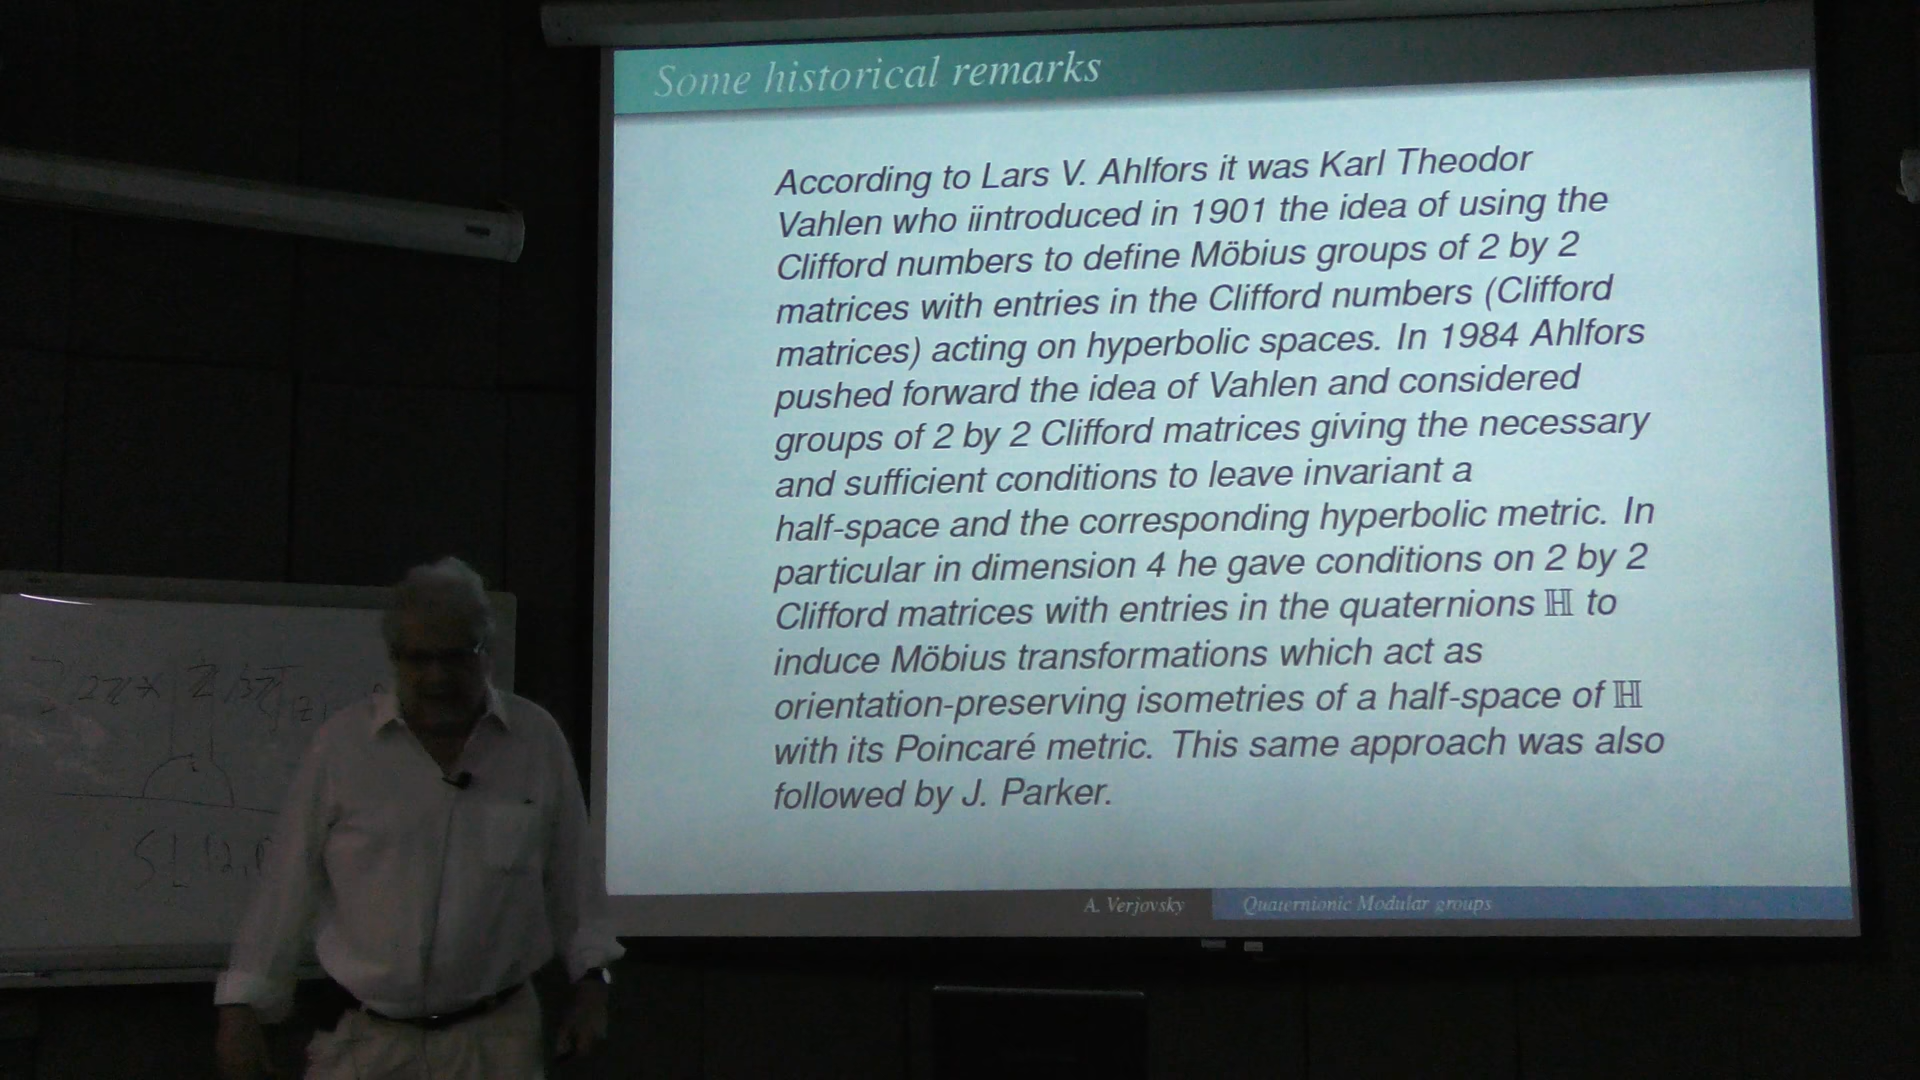 Some historical remarks
According to Lars V. Ahlfors it was Karl Theodor
Vahlen who iintroduced in 1901 the idea of using the
Clifford numbers to define Möbius groups of 2 by 2
matrices with entries in the Clifford numbers (Clifford
matrices) acting on hyperbolic spaces. In 1984 Ahlfors
pushed forward the idea of Vahlen and considered
groups of 2 by 2 Clifford matrices giving the necessary
and sufficient conditions to leave invariant a
half-space and the corresponding hyperbolic metric. In
particular in dimension 4 he gave conditions on 2 by 2
Clifford matrices with entries in the quaternions ℍ to
induce Möbius transformations which act as
orientation-preserving isometries of a half-space of ℍ
with its Poincaré metric. This same approach was also
followed by J. Parker.
A. Verjovsky
Quaternionic Modular groups